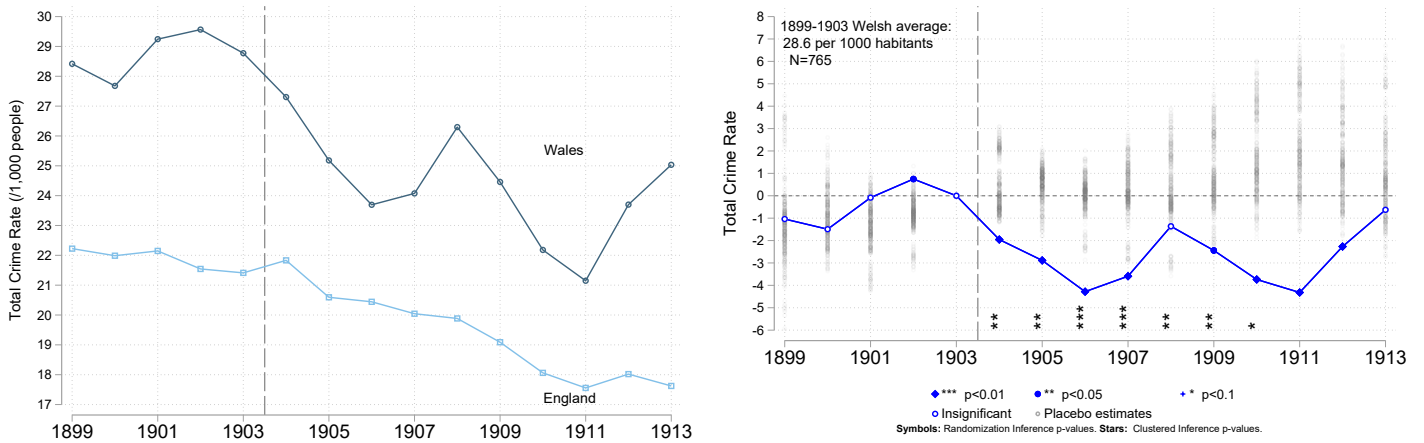 30
29
28
27
26
25
24
23
22
21
20
19
18
17
Total Crime Rate (/1,000 people)
Wales
England
1899 1901 1903 1905 1907 1909 1911 1913
8
7
6
5
4
3
2
1
0
-1
-2
-3
-4
-5
-6
Total Crime Rate
1899-1903 Welsh average:
28.6 per 1000 habitants
N=765
** ** *** *** ** ** *
1899 1901 1903 1905 1907 1909 1911 1913
*** p<0.01 ** p<0.05 * p<0.1
Insignificant Placebo estimates
Symbols: Randomization Inference p-values. Stars: Clustered Inference p-values.